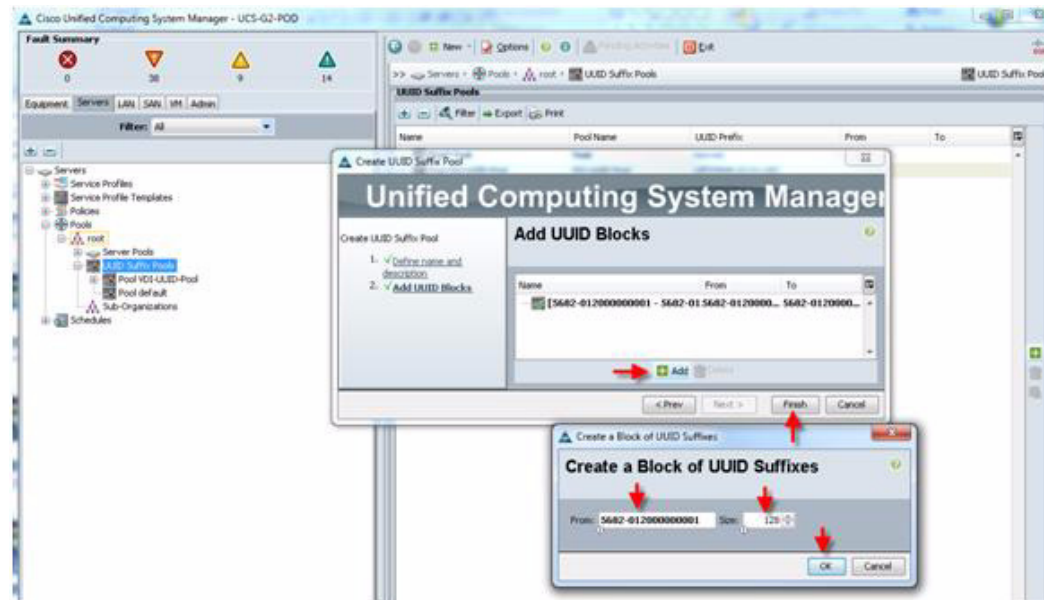 Cisco Unified Computing System Manager - UCS-G2-POD
Fault Summary
0 38 9 14
New Options Pending Activities Exit
>> Servers Pools root UUID Suffix Pools
UUID Suffix Pool
Equipment Servers LAN SAN VM Admin
Filter: All
UUID Suffix Pools
Filter Export Print
Name Pool Name UUID Prefix From To
Servers
Service Profiles
Service Profile Templates
Policies
Pools
root
Server Pools
UUID Suffix Pools
Pool VDI-UUID-Pool
Pool default
Sub-Organizations
Schedules
Create UUID Suffix Pool
Unified Computing System Manager
Create UUID Suffix Pool
1. √Define name and
description
2. √Add UUID Blocks
Add UUID Blocks
Name From To
[5682-012000000001 - 5682-01 5682-0120000... 5682-0120000...
Add Delete
< Prev Next > Finish Cancel
Create a Block of UUID Suffixes
Create a Block of UUID Suffixes
From: 5682-012000000001 Size: 128
OK Cancel